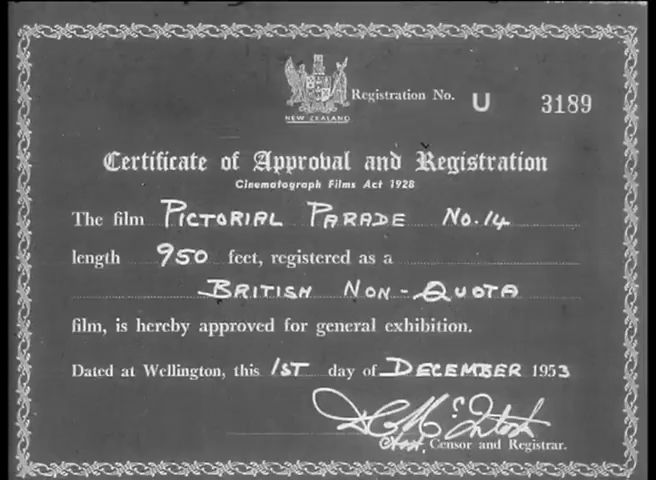 NEW ZEALAND
Registration No. U 3189
Certificate of Approval and Registration
Cinematograph Films Act 1928
The film PICTORIAL PARADE No. 14
length 950 feet, registered as a
BRITISH NON-QUOTA
film, is hereby approved for general exhibition.
Dated at Wellington, this 1ST day of DECEMBER 1953
Asst. Censor and Registrar.